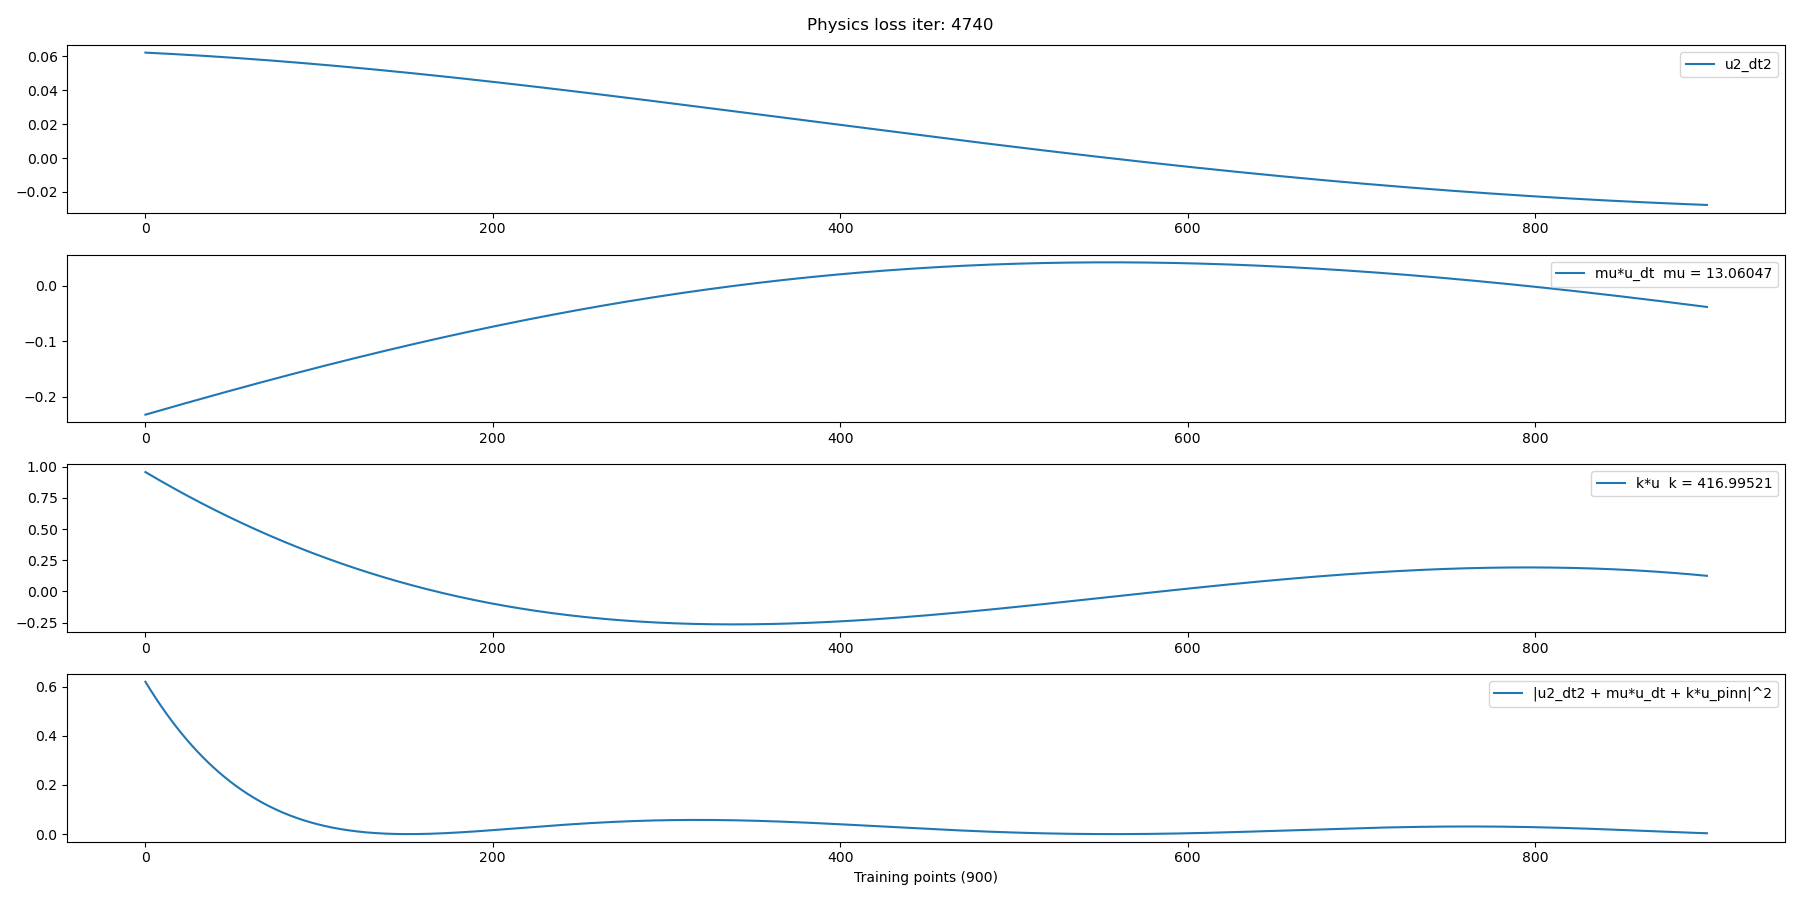 Physics loss iter: 4740
0.06
0.04
0.02
0.00
−0.02
u2_dt2
0 200 400 600 800
0.0
−0.1
−0.2
mu*u_dt mu = 13.06047
0 200 400 600 800
1.00
0.75
0.50
0.25
0.00
−0.25
k*u k = 416.99521
0 200 400 600 800
0.6
0.4
0.2
0.0
|u2_dt2 + mu*u_dt + k*u_pinn|^2
0 200 400 600 800
Training points (900)